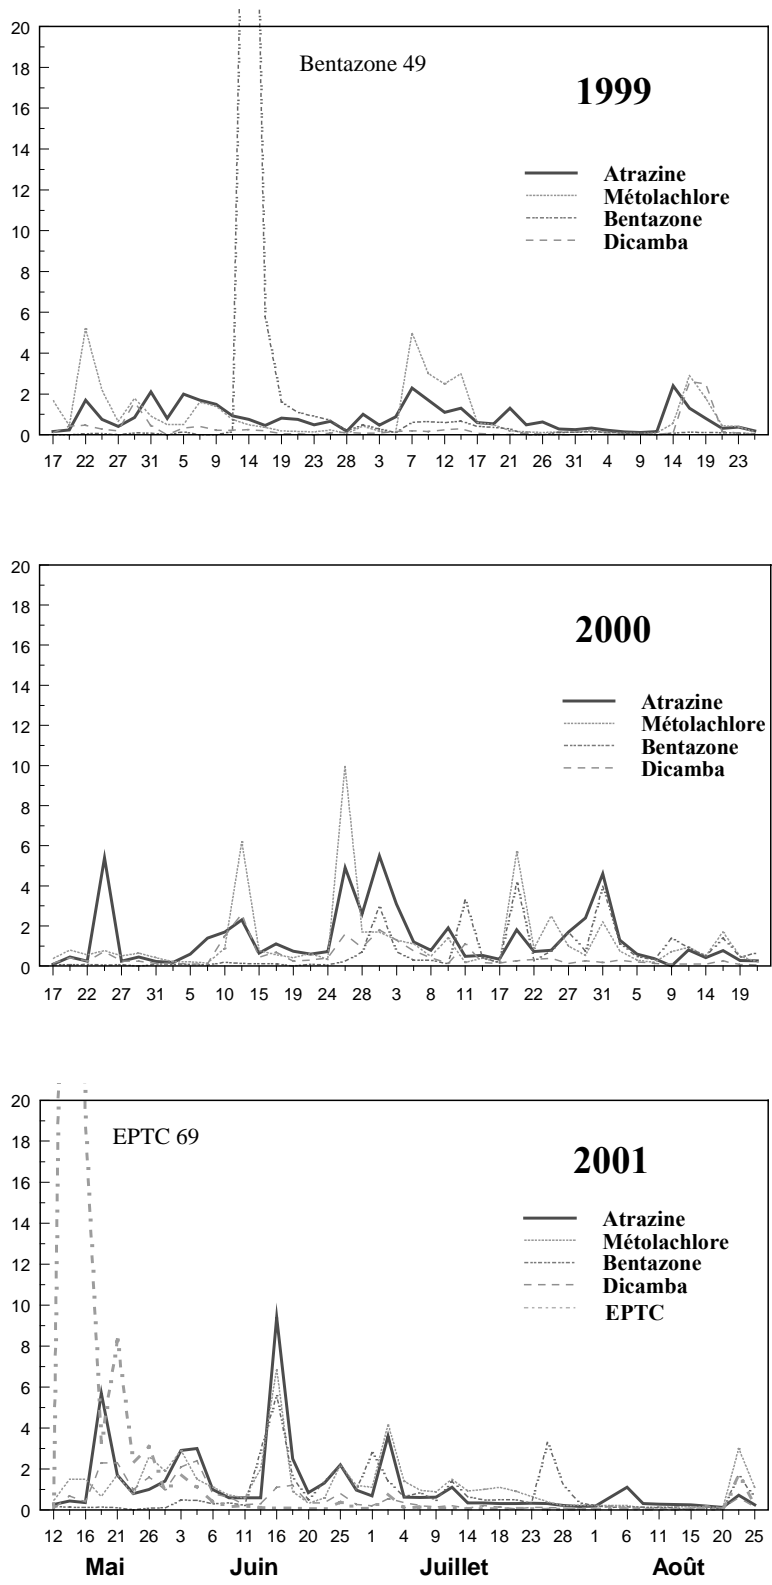 20
18
16
14
12
10
8
6
4
2
0
Bentazone 49
1999
Atrazine
Métolachlore
Bentazone
Dicamba
17 22 27 31 5 9 14 19 23 28 3 7 12 16 21 26 30 4 9 14 19 23
20
18
16
14
12
10
8
6
4
2
0
2000
Atrazine
Métolachlore
Bentazone
Dicamba
17 22 27 31 5 10 15 19 24 28 3 8 11 16 22 27 31 5 9 14 19
20
18
16
14
12
10
8
6
4
2
0
EPTC 69
2001
Atrazine
Métolachlore
Bentazone
Dicamba
EPTC
12 16 21 26 3 6 11 16 20 25 1 5 9 14 18 23 28 1 6 11 15 20 25
Mai Juin Juillet Août